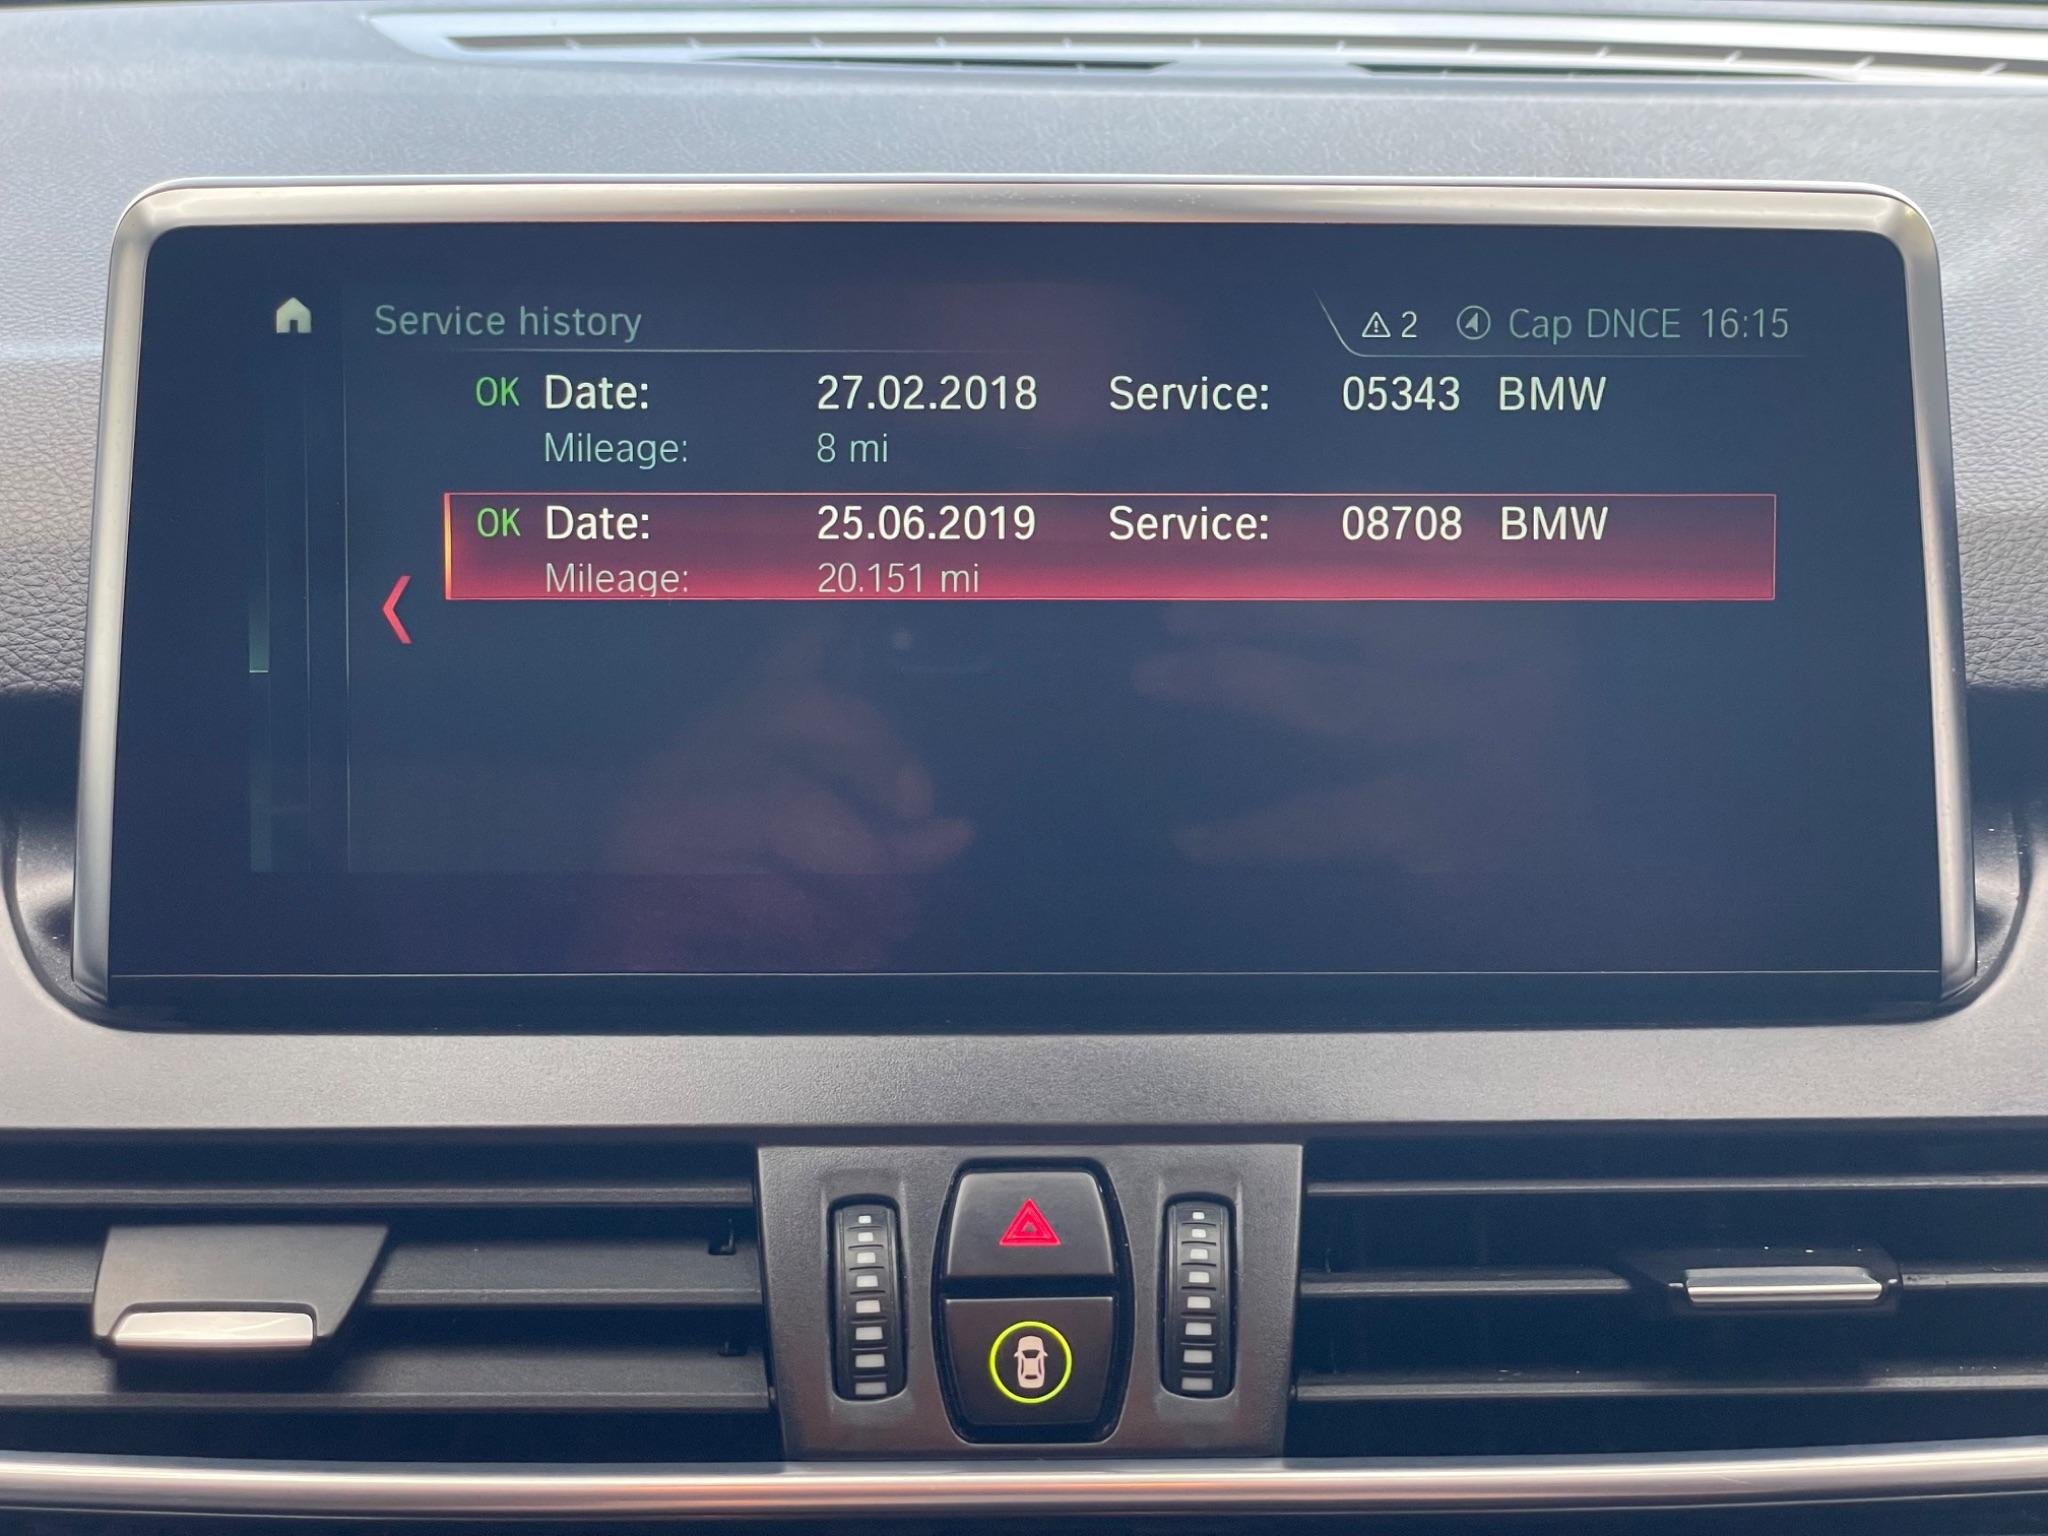 Service history
2 Cap DNCE 16:15
OK Date: 27.02.2018 Service: 05343 BMW
Mileage: 8 mi
OK Date: 25.06.2019 Service: 08708 BMW
Mileage: 20.151 mi